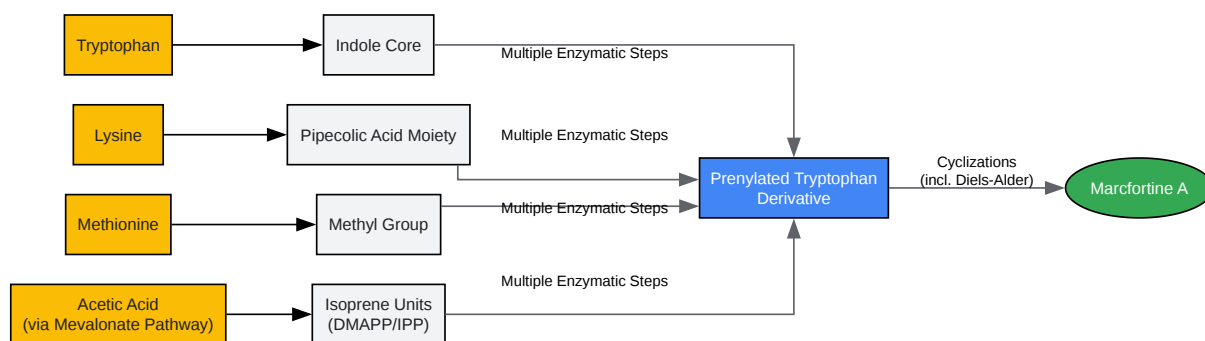 Tryptophan
Indole Core
Multiple Enzymatic Steps
Lysine
Pipecolic Acid Moiety
Multiple Enzymatic Steps
Prenylated Tryptophan
Derivative
Cyclizations
(incl. Diels-Alder)
Marcfortine A
Methionine
Methyl Group
Multiple Enzymatic Steps
Acetic Acid
(via Mevalonate Pathway)
Isoprene Units
(DMAPP/IPP)
Multiple Enzymatic Steps